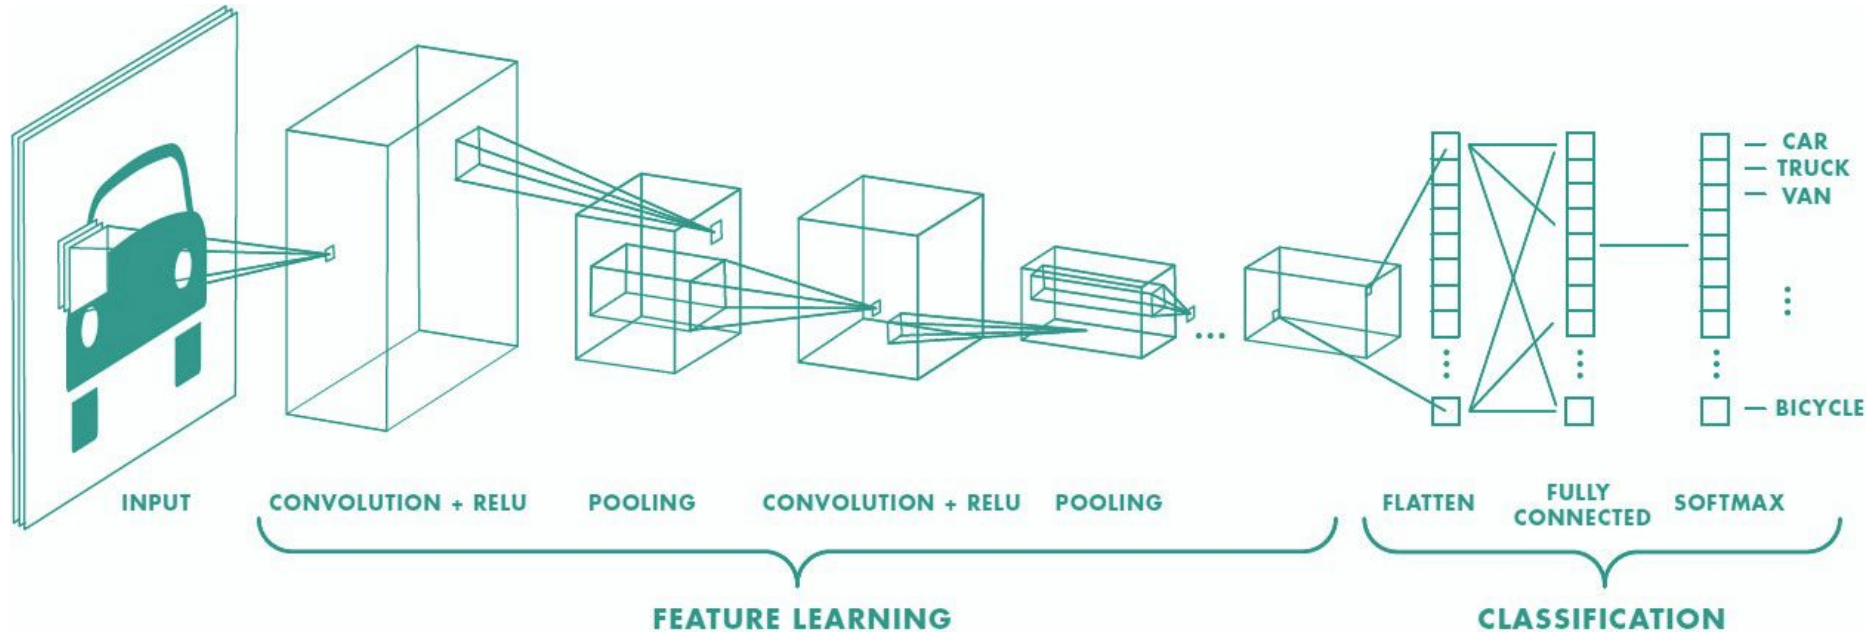 CAR
TRUCK
VAN
BICYCLE
INPUT
CONVOLUTION + RELU
POOLING
CONVOLUTION + RELU
POOLING
FLATTEN
FULLY
CONNECTED
SOFTMAX
FEATURE LEARNING
CLASSIFICATION